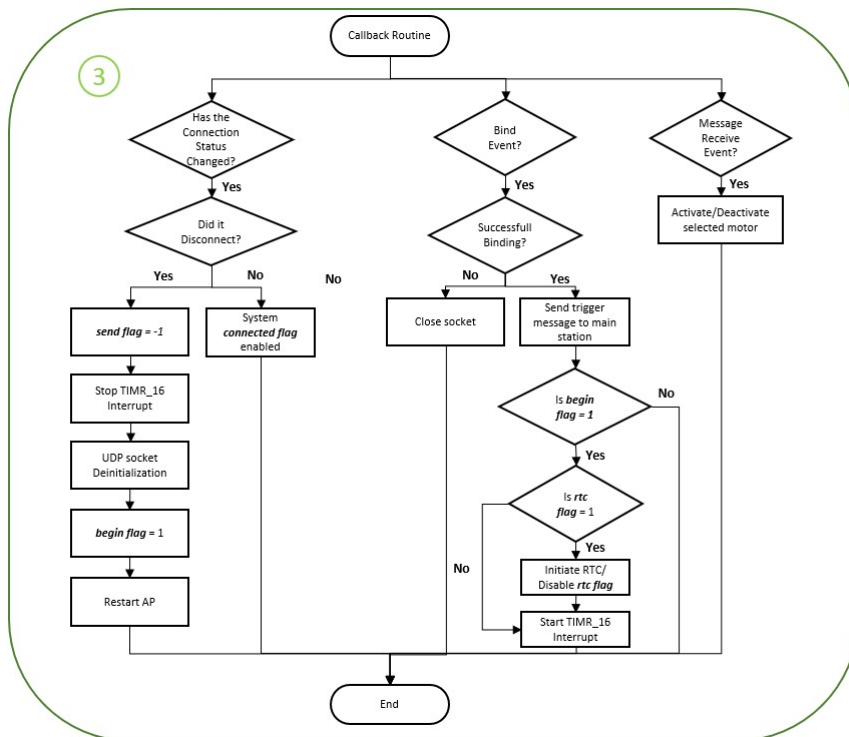 Callback Routine
3
Has the
Connection
Status
Changed?
Bind
Event?
Message
Receive
Event?
Yes
Yes
Yes
Did it
Disconnect?
Successfull
Binding?
Activate/Deactivate
selected motor
Yes
No
No
No
Yes
send flag = -1
System
connected flag
enabled
Close socket
Send trigger
message to main
station
Stop TIMR_16
Interrupt
Is begin
flag = 1
No
UDP socket
Deinitialization
Yes
begin flag = 1
Is rtc
flag = 1
Yes
No
Restart AP
Initiate RTC/
Disable rtc flag
Start TIMR_16
Interrupt
End